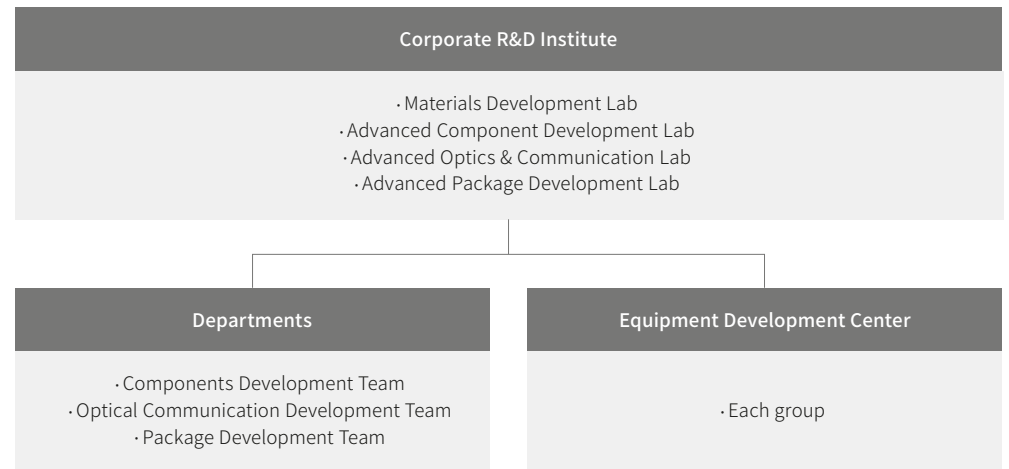 Corporate R&D Institute
· Materials Development Lab
· Advanced Component Development Lab
· Advanced Optics & Communication Lab
· Advanced Package Development Lab
Departments
· Components Development Team
· Optical Communication Development Team
· Package Development Team
Equipment Development Center
· Each group